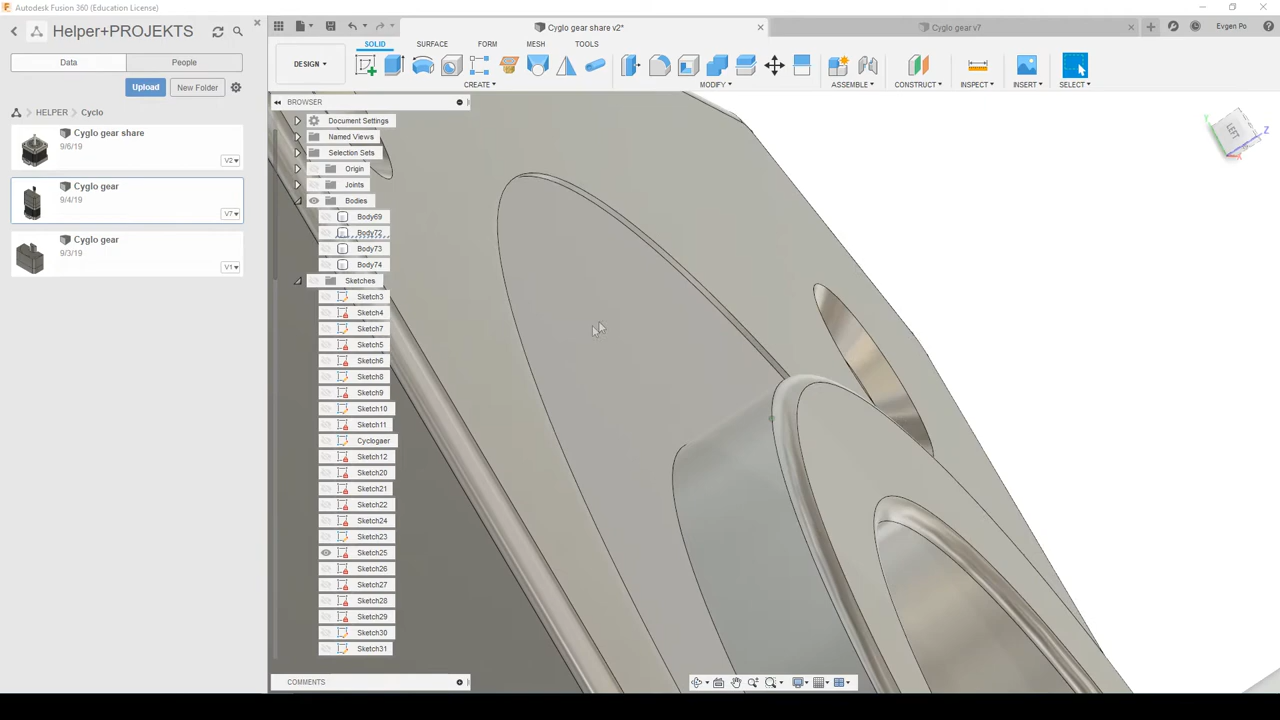 Autodesk Fusion 360 (Education License)
Helper+PROJEKTS
Data
People
Upload
New Folder
HELPER
Cyclo
Cyglo gear share
9/6/19
V2
Cyglo gear
9/4/19
V7
Cyglo gear
9/3/19
V1
Cyglo gear share v2*
Cyglo gear v7
Evgen Po
DESIGN
SOLID
SURFACE
FORM
MESH
TOOLS
CREATE
MODIFY
ASSEMBLE
CONSTRUCT
INSPECT
INSERT
SELECT
BROWSER
Document Settings
Named Views
Selection Sets
Origin
Joints
Bodies
Body69
Body72
Body73
Body74
Sketches
Sketch3
Sketch4
Sketch7
Sketch5
Sketch6
Sketch8
Sketch9
Sketch10
Sketch11
Cyclogaer
Sketch12
Sketch20
Sketch21
Sketch22
Sketch24
Sketch23
Sketch25
Sketch26
Sketch27
Sketch28
Sketch29
Sketch30
Sketch31
LEFT
Y
Z
X
COMMENTS